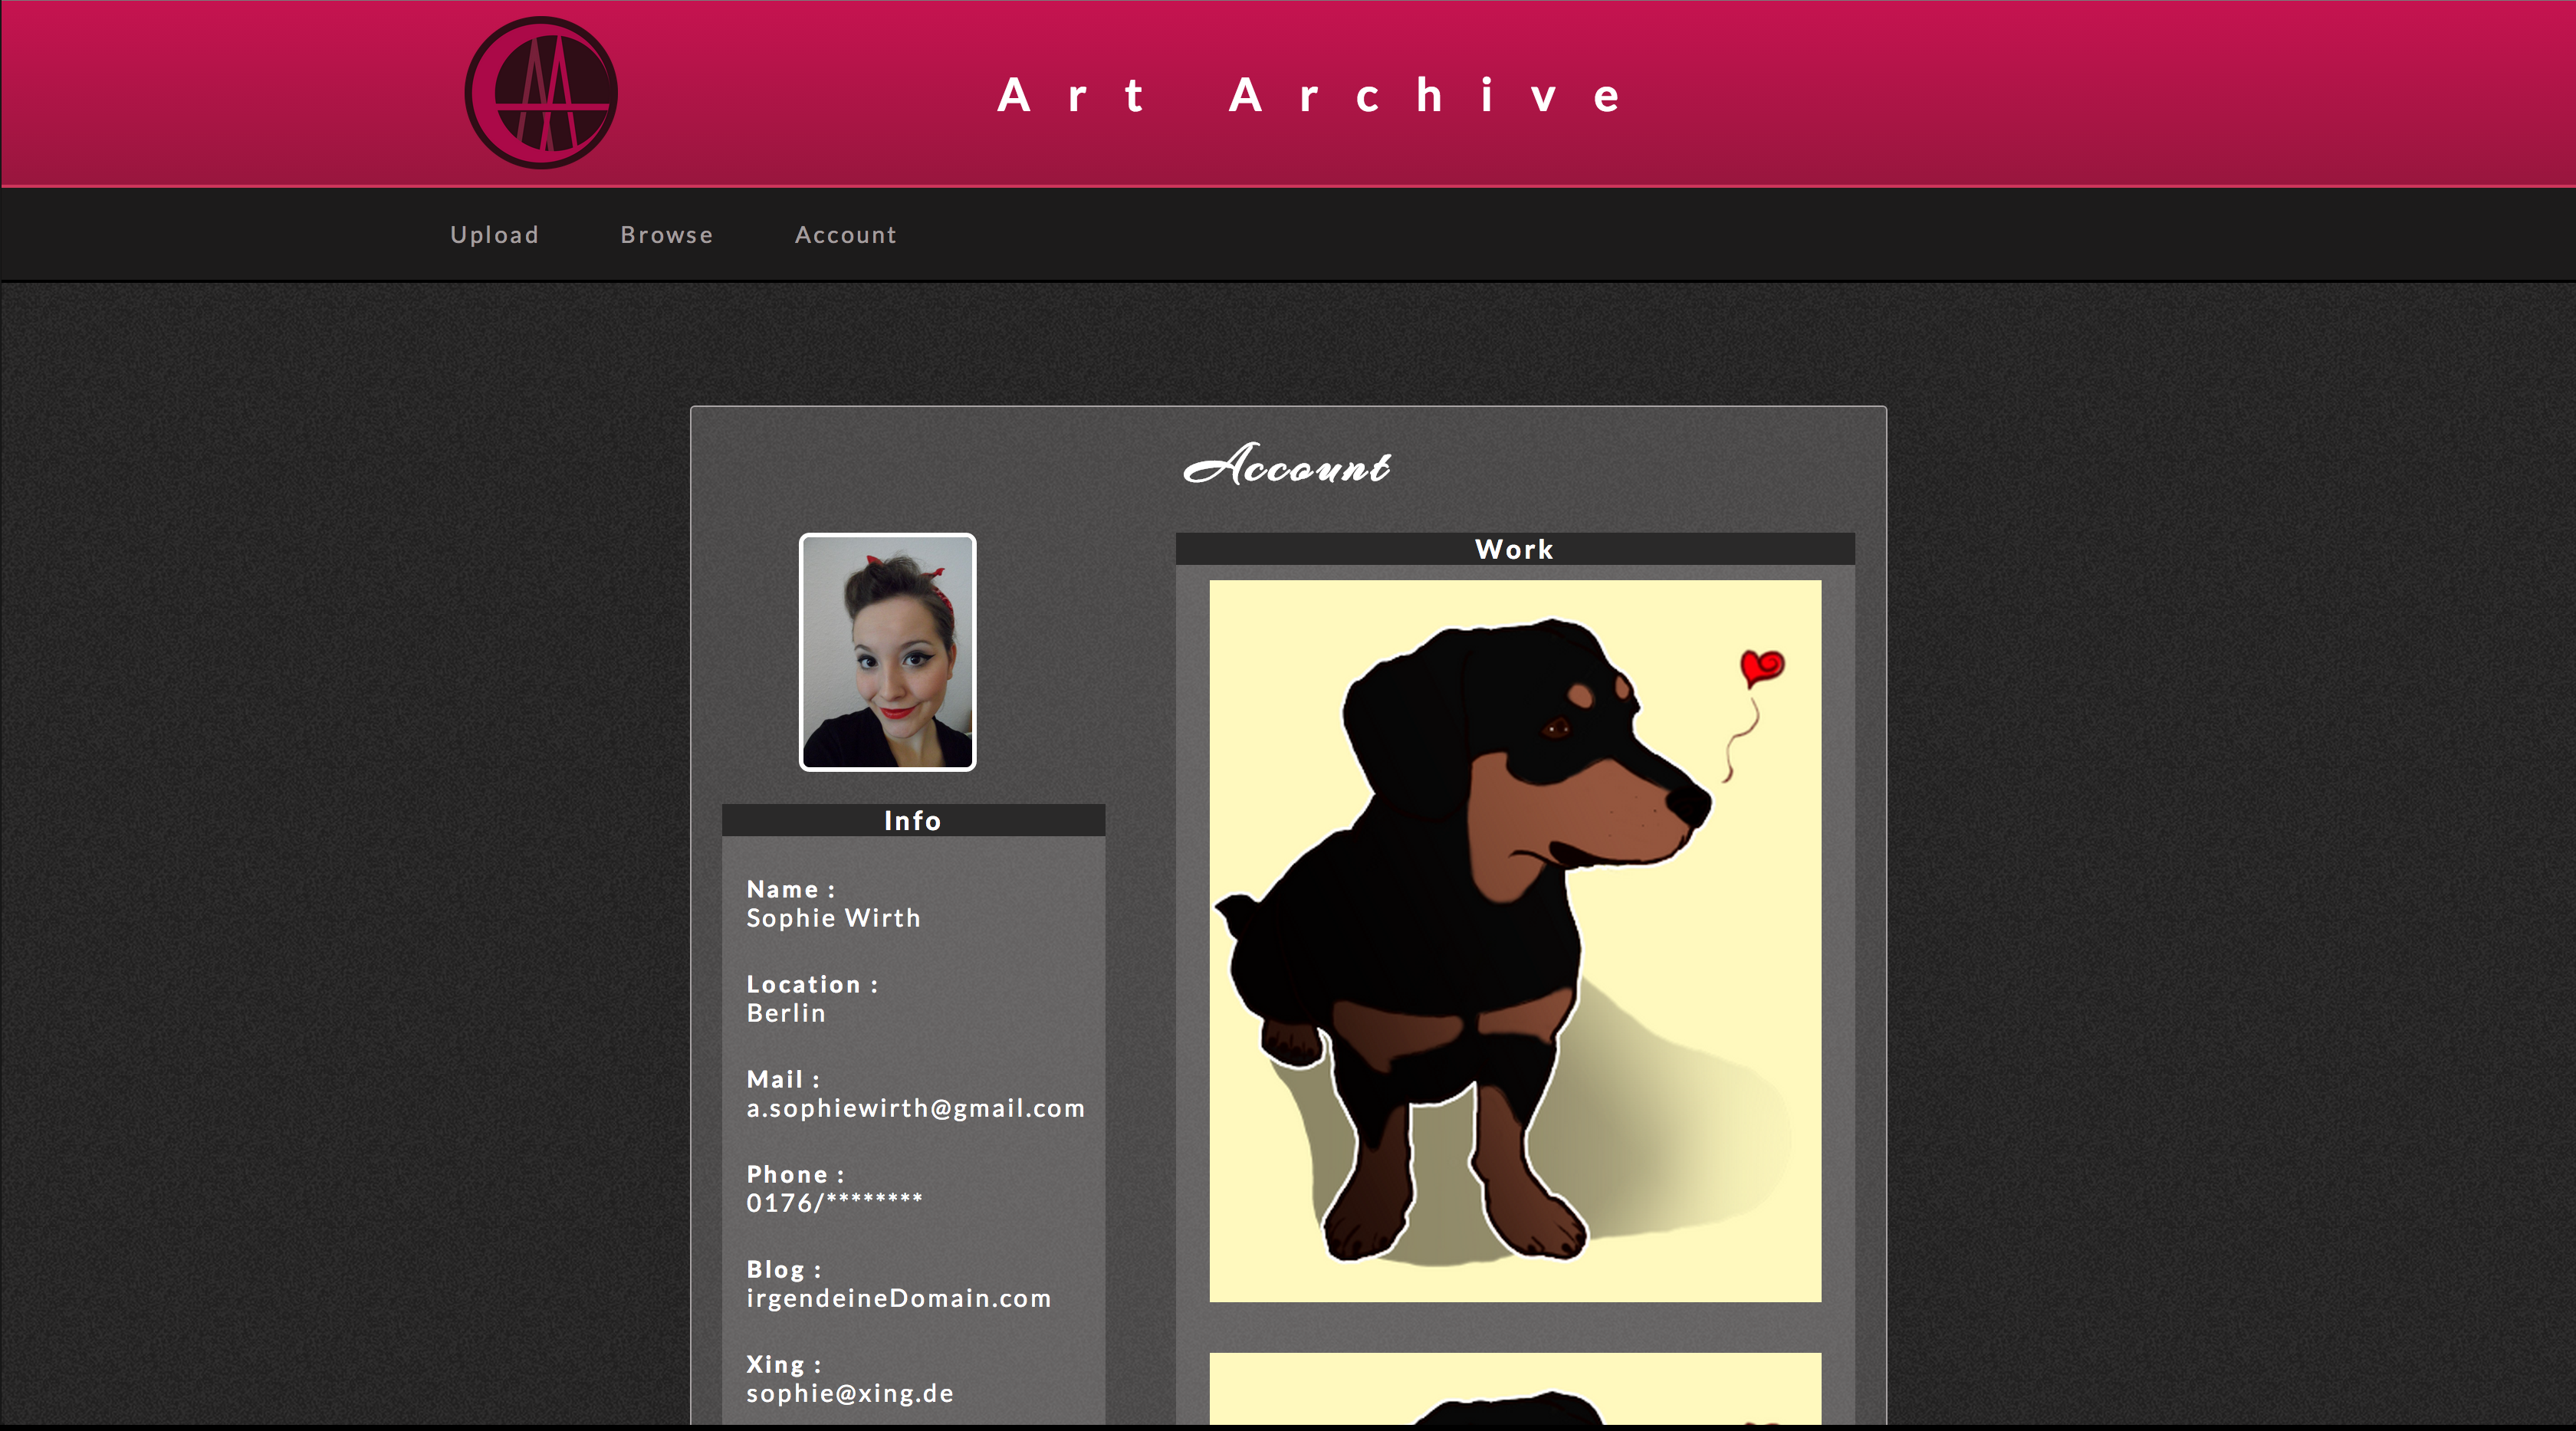 Art Archive
Upload Browse Account
Account
Work
Info
Name :
Sophie Wirth
Location :
Berlin
Mail :
a.sophiewirth@gmail.com
Phone :
0176/********
Blog :
irgendeineDomain.com
Xing :
sophie@xing.de